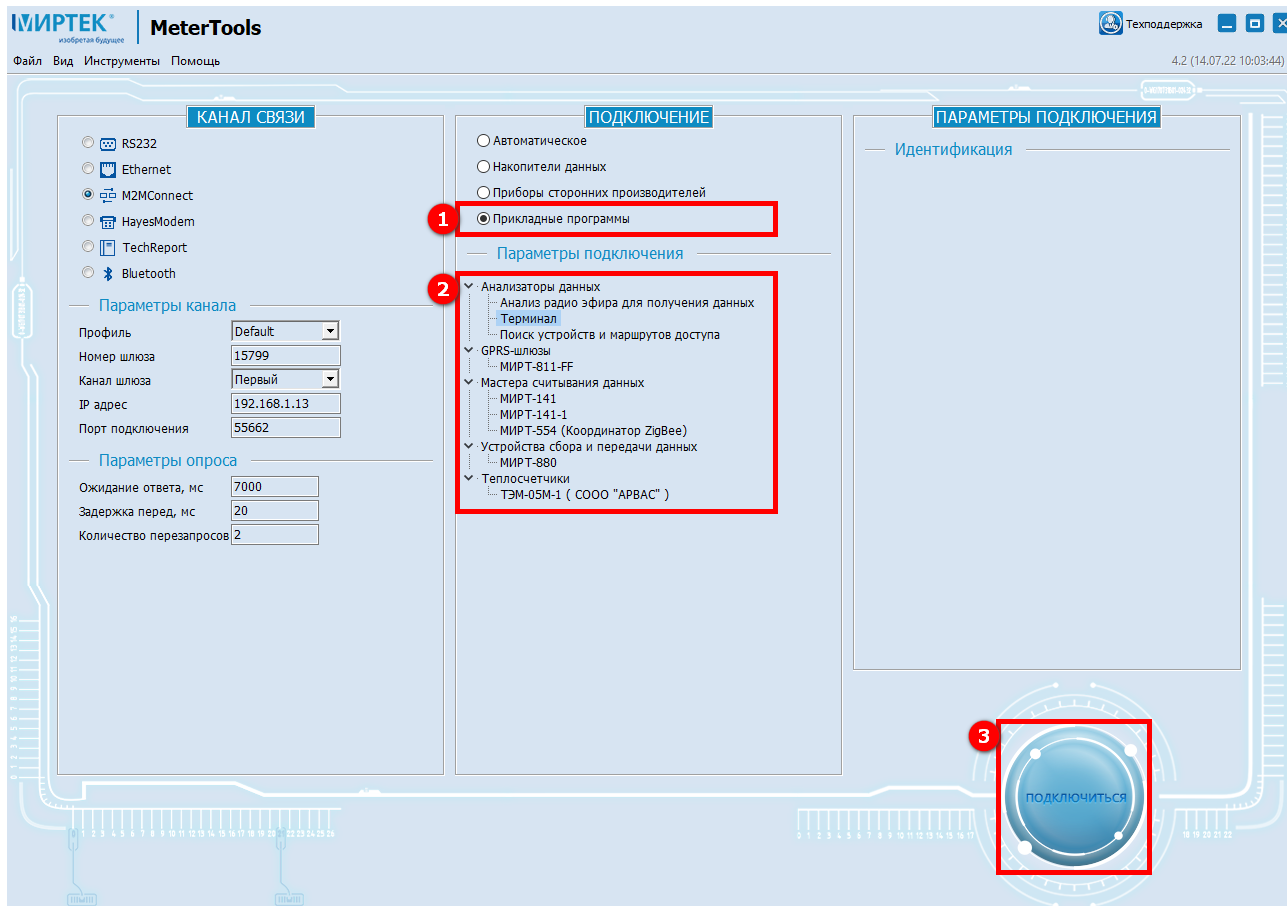 МИРТЕК®
изобретая будущее
MeterTools
Техподдержка
Файл Вид Инструменты Помощь
4.2 (14.07.22 10:03:44)
КАНАЛ СВЯЗИ
RS232
Ethernet
M2MConnect
HayesModem
TechReport
Bluetooth
Параметры канала
Профиль Default
Номер шлюза 15799
Канал шлюза Первый
IP адрес 192.168.1.13
Порт подключения 55662
Параметры опроса
Ожидание ответа, мс 7000
Задержка перед, мс 20
Количество перезапросов 2
ПОДКЛЮЧЕНИЕ
Автоматическое
Накопители данных
Приборы сторонних производителей
1 Прикладные программы
Параметры подключения
2 Анализаторы данных
Анализ радио эфира для получения данных
Терминал
Поиск устройств и маршрутов доступа
GPRS-шлюзы
МИРТ-811-FF
Мастера считывания данных
МИРТ-141
МИРТ-141-1
МИРТ-554 (Координатор ZigBee)
Устройства сбора и передачи данных
МИРТ-880
Теплосчетчики
ТЭМ-05М-1 ( СООО "АРВАС" )
ПАРАМЕТРЫ ПОДКЛЮЧЕНИЯ
Идентификация
3
ПОДКЛЮЧИТЬСЯ